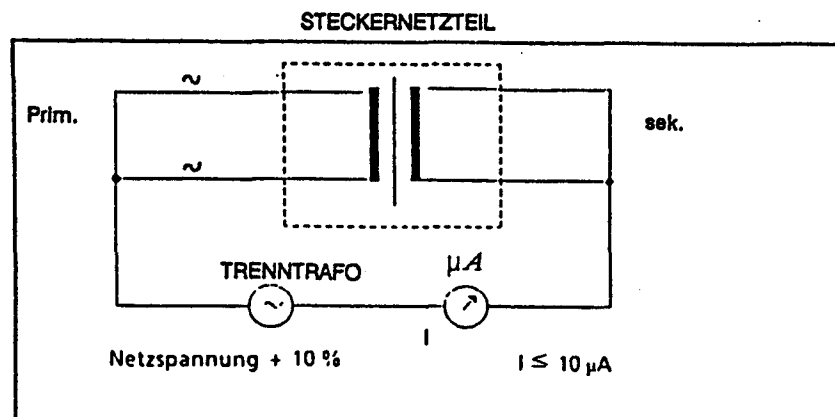 STECKERNETZTEIL
~
Prim.
sek.
~
TRENNTRAFO
µA
~
I
Netzspannung + 10 %
I ≤ 10 µA